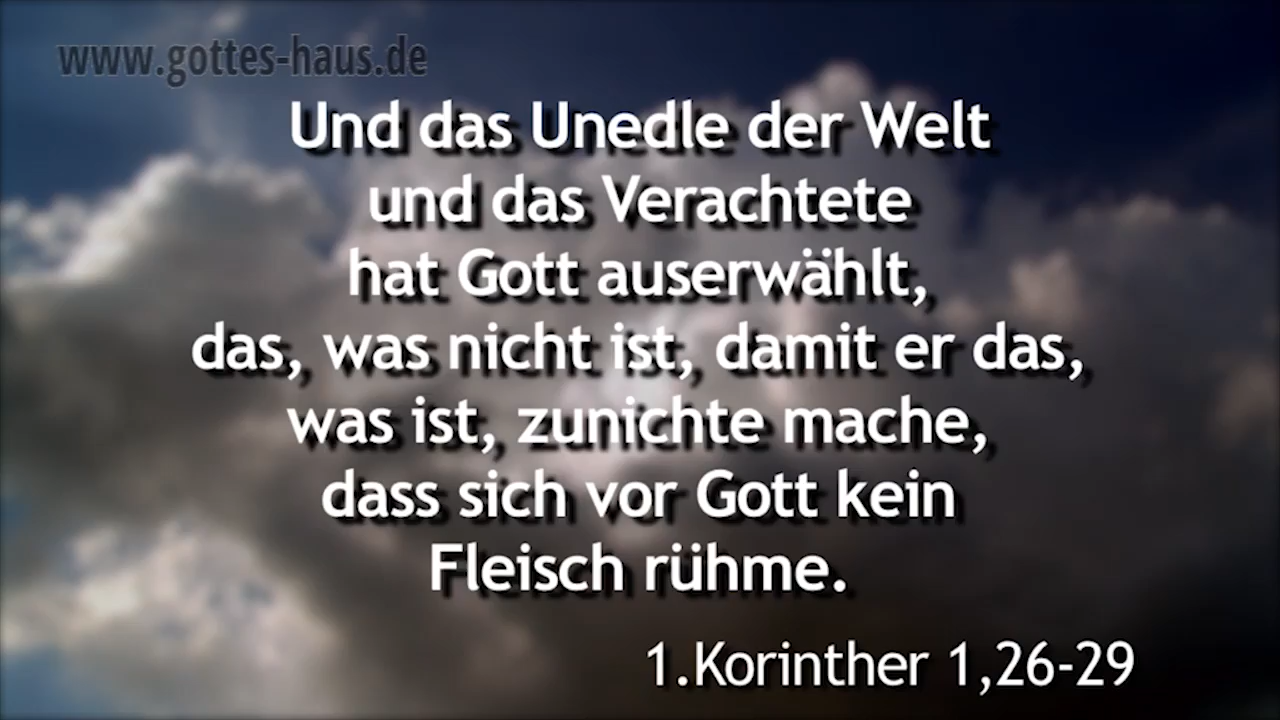 www.gottes-haus.de
Und das Unedle der Welt
und das Verachtete
hat Gott auserwählt,
das, was nicht ist, damit er das,
was ist, zunichte mache,
dass sich vor Gott kein
Fleisch rühme.
1.Korinther 1,26-29